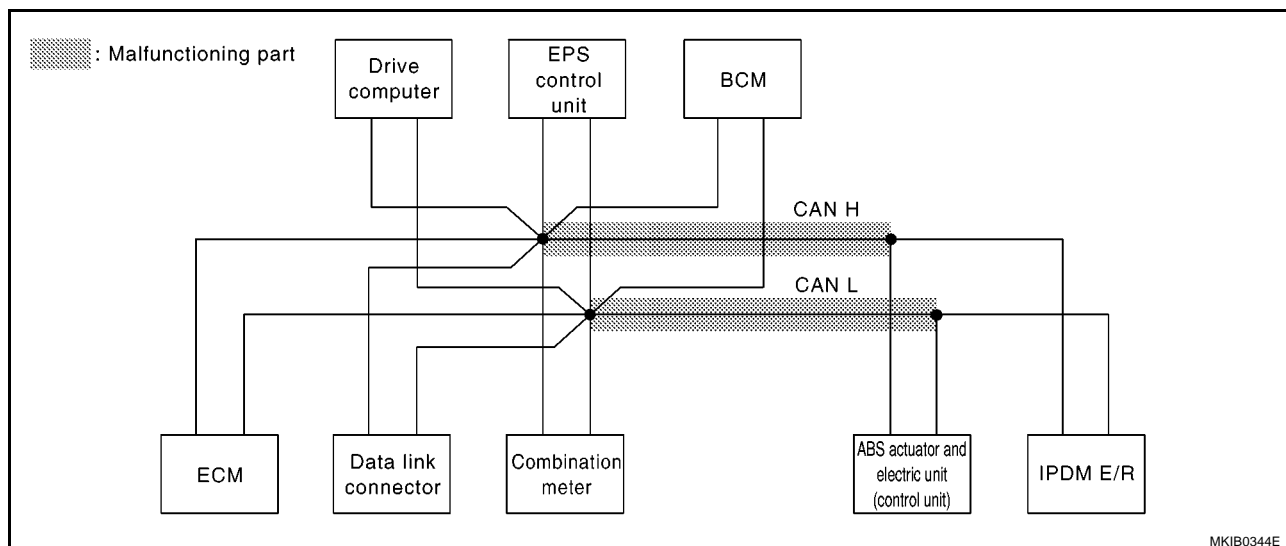 : Malfunctioning part
Drive
computer
EPS
control
unit
BCM
CAN H
CAN L
ECM
Data link
connector
Combination
meter
ABS actuator and
electric unit
(control unit)
IPDM E/R
MKIB0344E